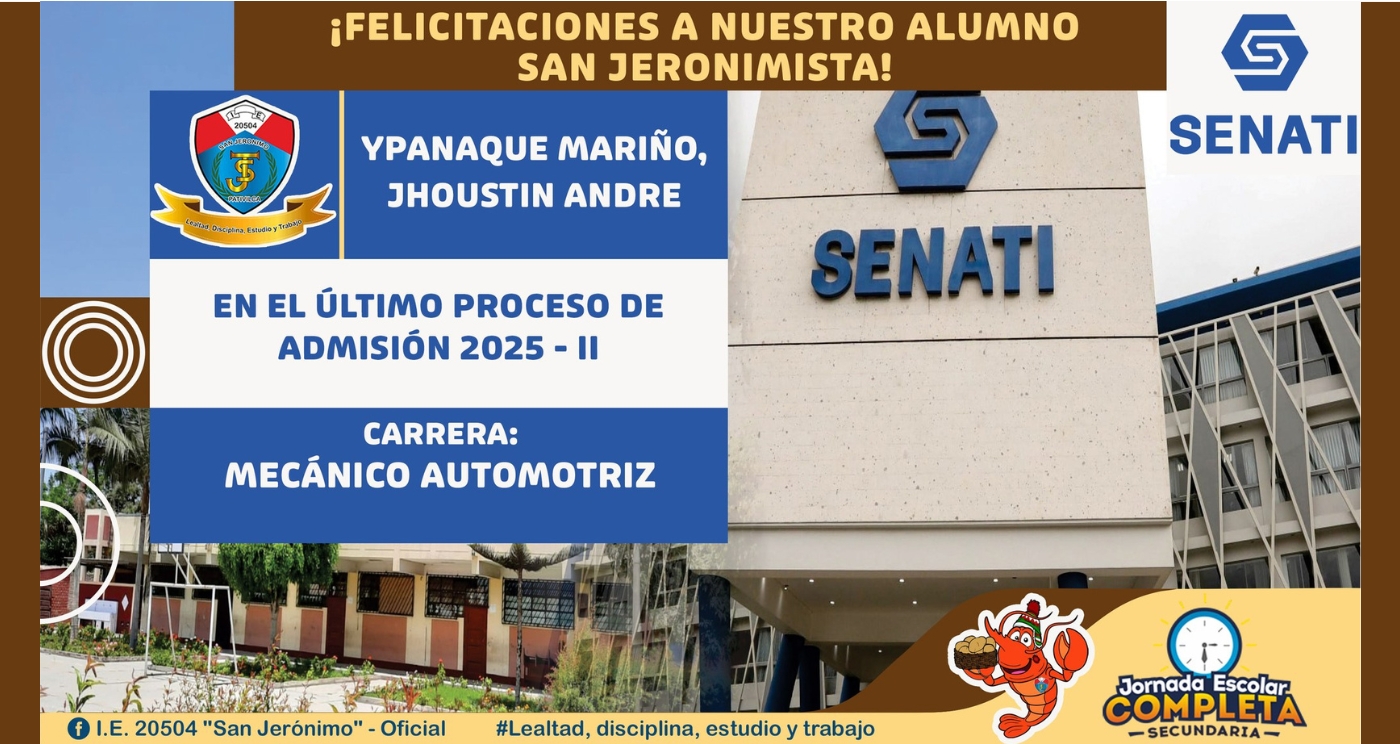 ¡FELICITACIONES A NUESTRO ALUMNO
SAN JERONIMISTA!
SENATI
I.E.
20504
SAN JERONIMO
PATIVILCA
Lealtad, Disciplina, Estudio y Trabajo
YPANAQUE MARIÑO,
JHOUSTIN ANDRE
SENATI
EN EL ÚLTIMO PROCESO DE
ADMISIÓN 2025 - II
CARRERA:
MECÁNICO AUTOMOTRIZ
Jornada Escolar
COMPLETA
SECUNDARIA
I.E. 20504 "San Jerónimo" - Oficial
#Lealtad, disciplina, estudio y trabajo